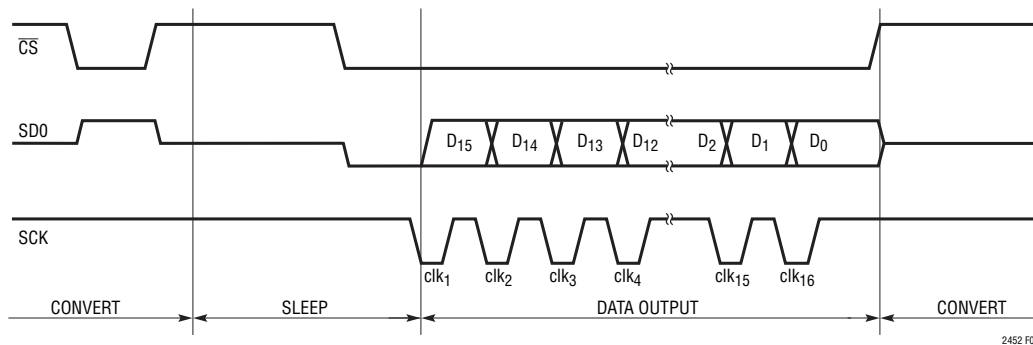 CS
SD0
D15 D14 D13 D12 D2 D1 D0
SCK
clk1 clk2 clk3 clk4 clk15 clk16
CONVERT SLEEP DATA OUTPUT CONVERT